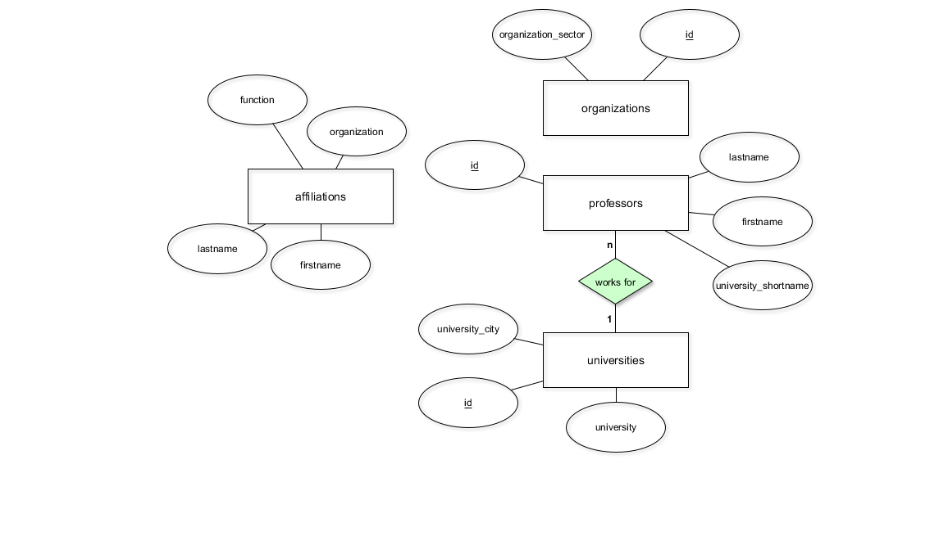 organization_sector
id
organizations
function
organization
affiliations
lastname
firstname
id
lastname
professors
firstname
university_shortname
n
works for
1
university_city
universities
id
university